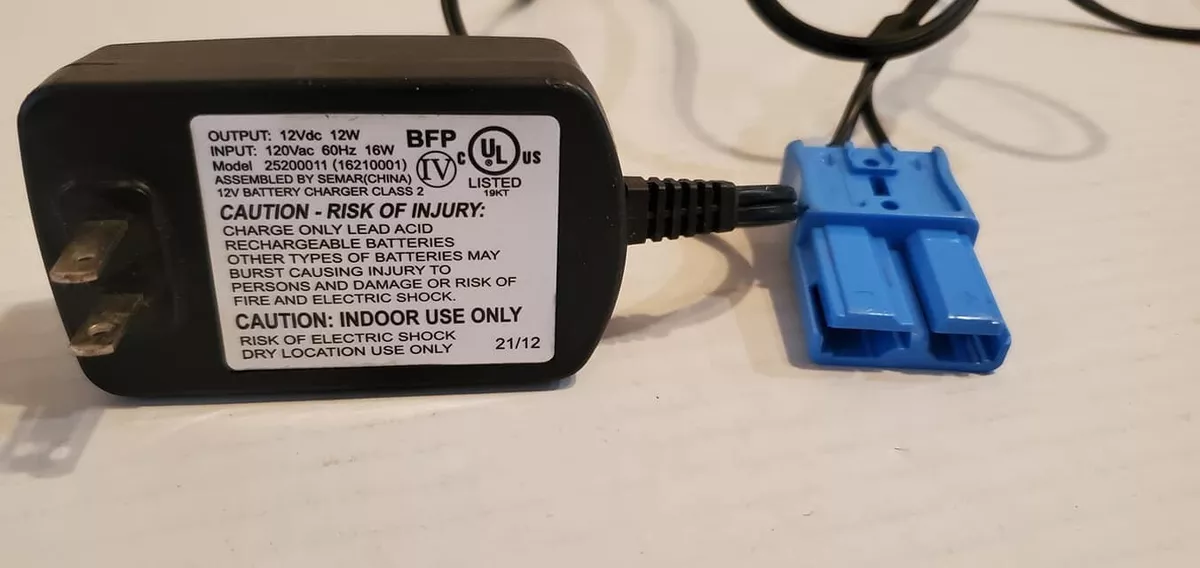 OUTPUT: 12Vdc 12W
INPUT: 120Vac 60Hz 16W
Model 25200011 (16210001)
ASSEMBLED BY SEMAR(CHINA)
12V BATTERY CHARGER CLASS 2
BFP
IV
C UL US
LISTED
19KT
CAUTION - RISK OF INJURY:
CHARGE ONLY LEAD ACID
RECHARGEABLE BATTERIES
OTHER TYPES OF BATTERIES MAY
BURST CAUSING INJURY TO
PERSONS AND DAMAGE OR RISK OF
FIRE AND ELECTRIC SHOCK.
CAUTION: INDOOR USE ONLY
RISK OF ELECTRIC SHOCK
DRY LOCATION USE ONLY
21/12